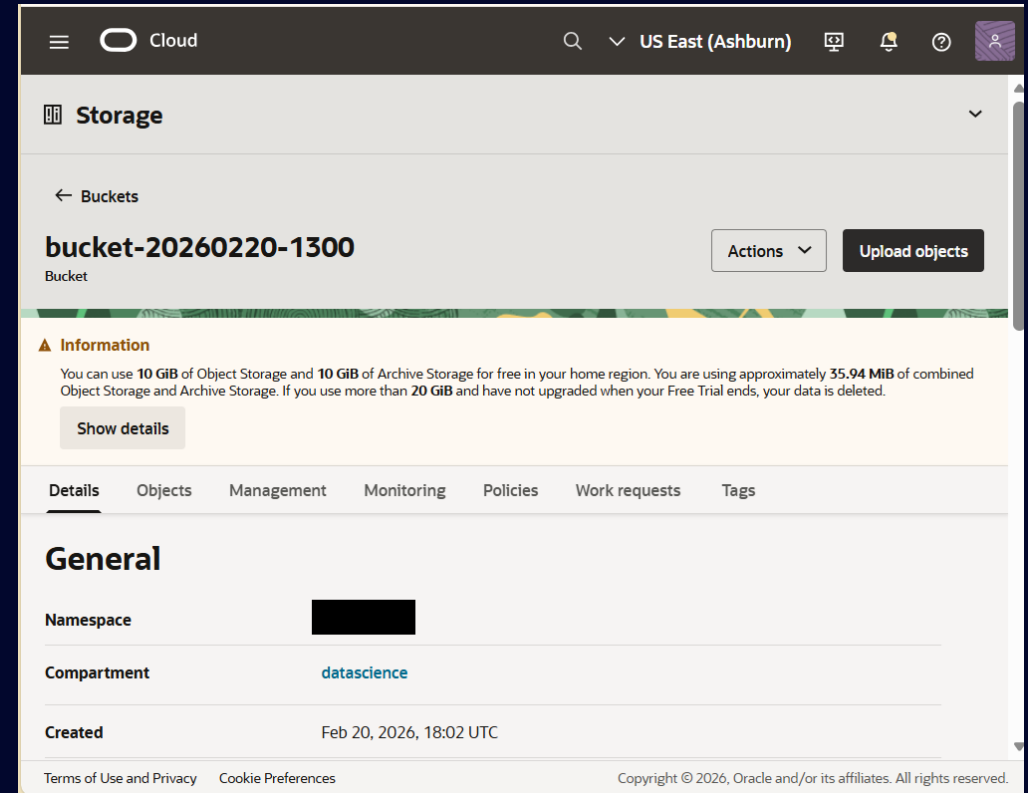 Cloud
US East (Ashburn)
Storage
Buckets
bucket-20260220-1300
Bucket
Actions
Upload objects
Information
You can use 10 GiB of Object Storage and 10 GiB of Archive Storage for free in your home region. You are using approximately 35.94 MiB of combined
Object Storage and Archive Storage. If you use more than 20 GiB and have not upgraded when your Free Trial ends, your data is deleted.
Show details
Details Objects Management Monitoring Policies Work requests Tags
General
Namespace
Compartment datascience
Created Feb 20, 2026, 18:02 UTC
Terms of Use and Privacy Cookie Preferences Copyright © 2026, Oracle and/or its affiliates. All rights reserved.